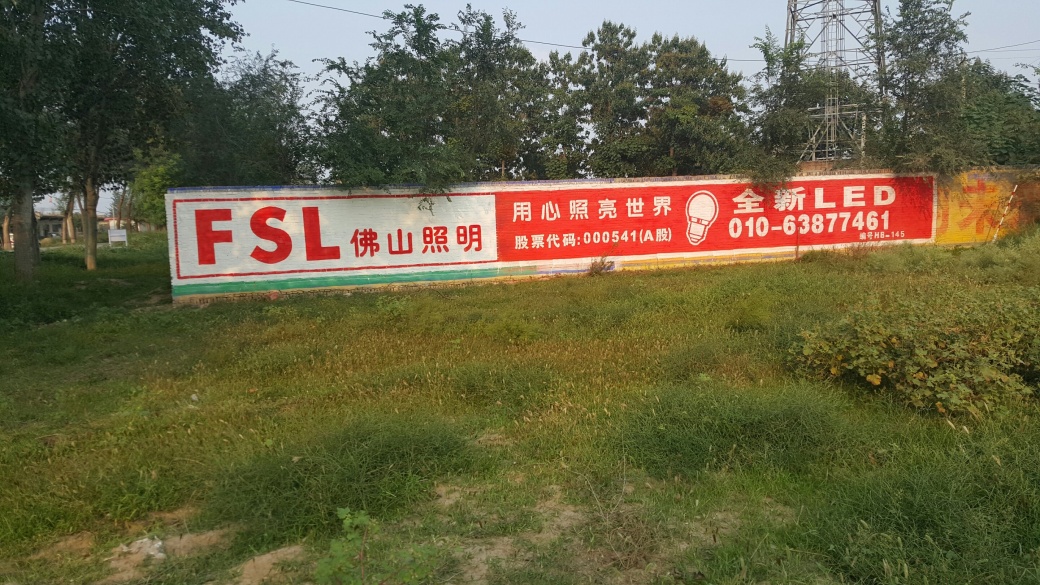 FSL 佛山照明
用心照亮世界
股票代码:000541(A股)
全新LED
010-63877461
编号HB-145